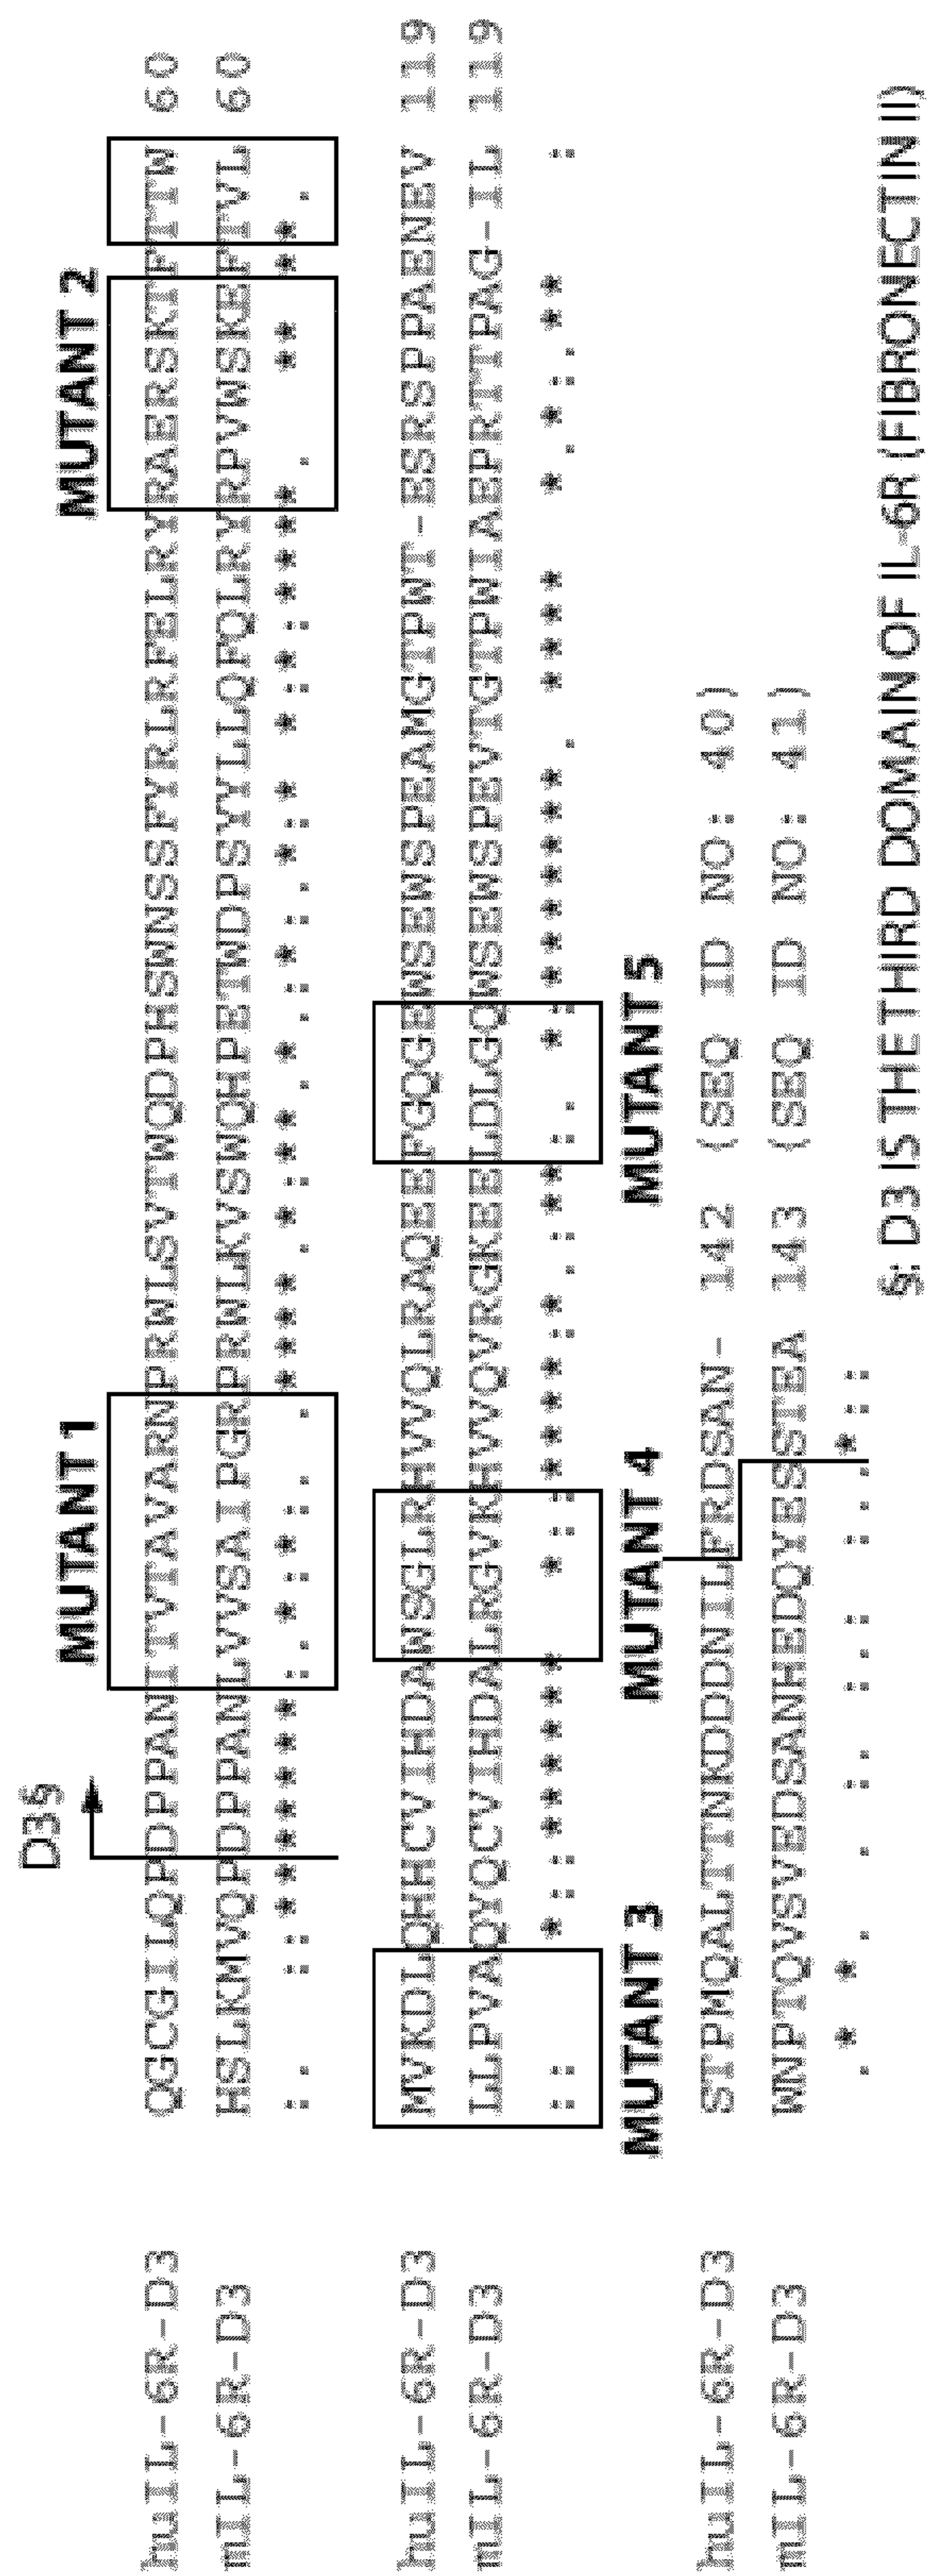 D3§
MUTANT 1 MUTANT 2
huIL-6R-D3 QGCGILQPDPPANITVTAVARNPRWLSVTWQDPHSWNSSFYRLRFELRYRAERSKTFTTW 60
mIL-6R-D3 HSLKMVQPDPPANLVVSAIPGRPRWLKVSWQHPETWDPSYYLLQFQLRYRPVWSKEFTVL 60
:.  ::*******:.*:*:. .****.*:**.*.:*:.*:* *:*:****.  ** **.
huIL-6R-D3 MVKDLQHHCVIHDAWSGLRHVVQLRAQEEFGQGEWSEWSPEAMGTPWT-ESRSPPAENEV 119
mIL-6R-D3 LLPVAQYQCVIHDALRGVKHVVQVRGKEELDLGQWSEWSPEVTGTPWIAEPRTTPAG-IL 119
::   *::******  *::****:*.:**:. *:*******. ****  *.*:.**   :
MUTANT 3 MUTANT 4 MUTANT 5
huIL-6R-D3 STPMQALTTNKDDDNILFRDSAN- 142 (SEQ ID NO: 40)
mIL-6R-D3 WNPTQVSVEDSANHEDQYESSTEA 143 (SEQ ID NO: 41)
.* *.  . :. ::: :..*::
§: D3 IS THE THIRD DOMAIN OF IL-6R (FIBRONECTIN II)